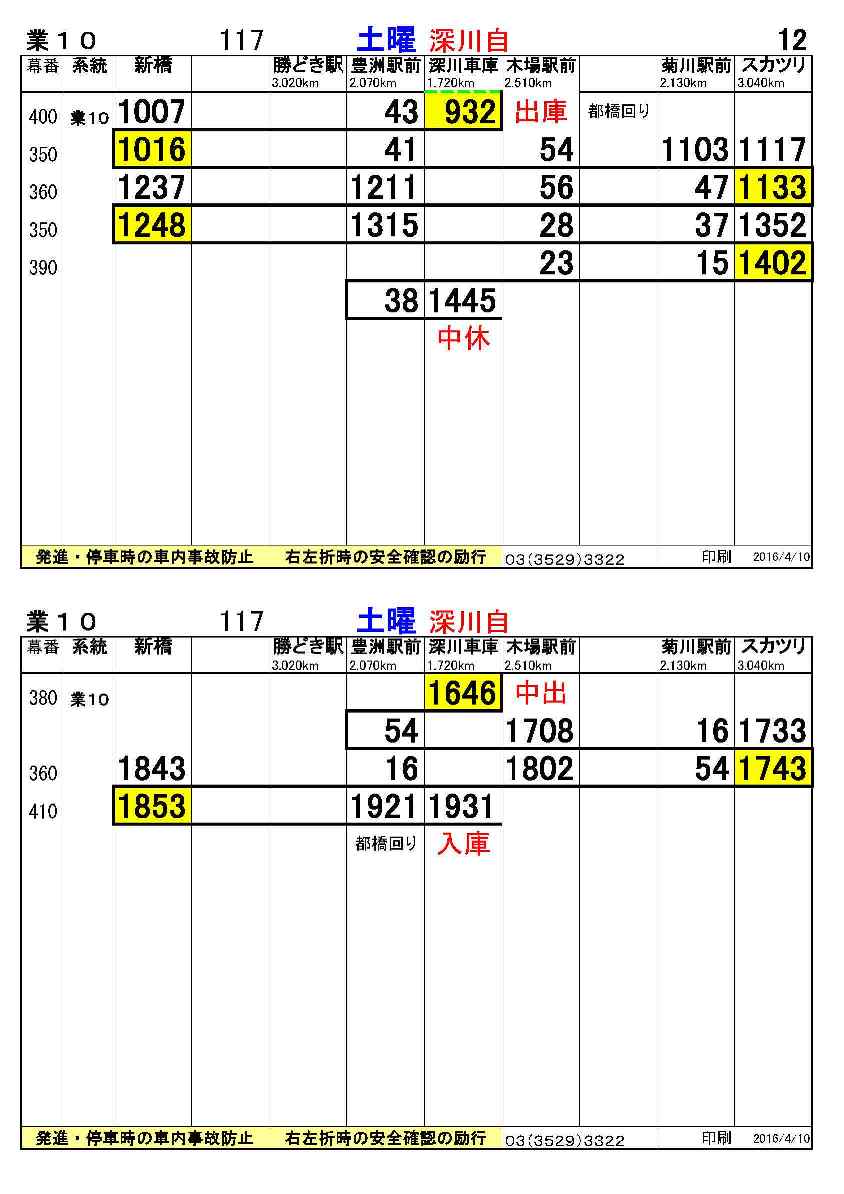 業１０ 117 土曜 深川自 12
幕番 系統 新橋 勝どき駅 豊洲駅前 深川車庫 木場駅前 菊川駅前 スカツリ
3.020km 2.070km 1.720km 2.510km 2.130km 3.040km
400 業10 1007 43 932 出庫 都橋回り
350 1016 41 54 1103 1117
360 1237 1211 56 47 1133
350 1248 1315 28 37 1352
390 23 15 1402
38 1445
中休
発進・停車時の車内事故防止 右左折時の安全確認の励行 03(3529)3322 印刷 2016/4/10
業１０ 117 土曜 深川自
幕番 系統 新橋 勝どき駅 豊洲駅前 深川車庫 木場駅前 菊川駅前 スカツリ
3.020km 2.070km 1.720km 2.510km 2.130km 3.040km
380 業10 1646 中出
54 1708 16 1733
360 1843 16 1802 54 1743
410 1853 1921 1931
都橋回り 入庫
発進・停車時の車内事故防止 右左折時の安全確認の励行 03(3529)3322 印刷 2016/4/10